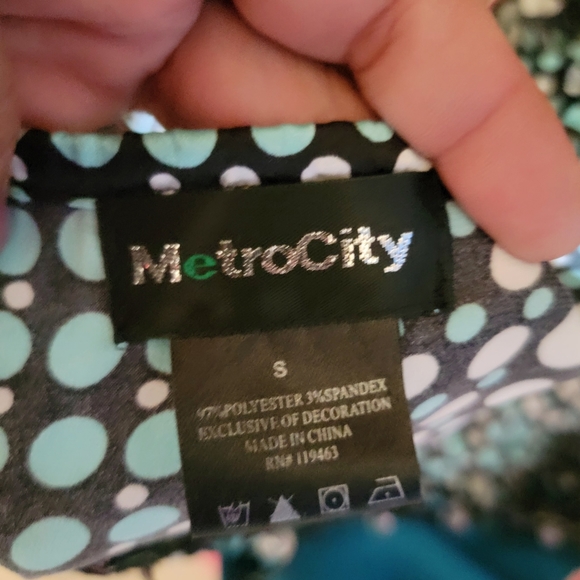 MetroCity
S
97%POLYESTER 3%SPANDEX
EXCLUSIVE OF DECORATION
MADE IN CHINA
RN# 119463